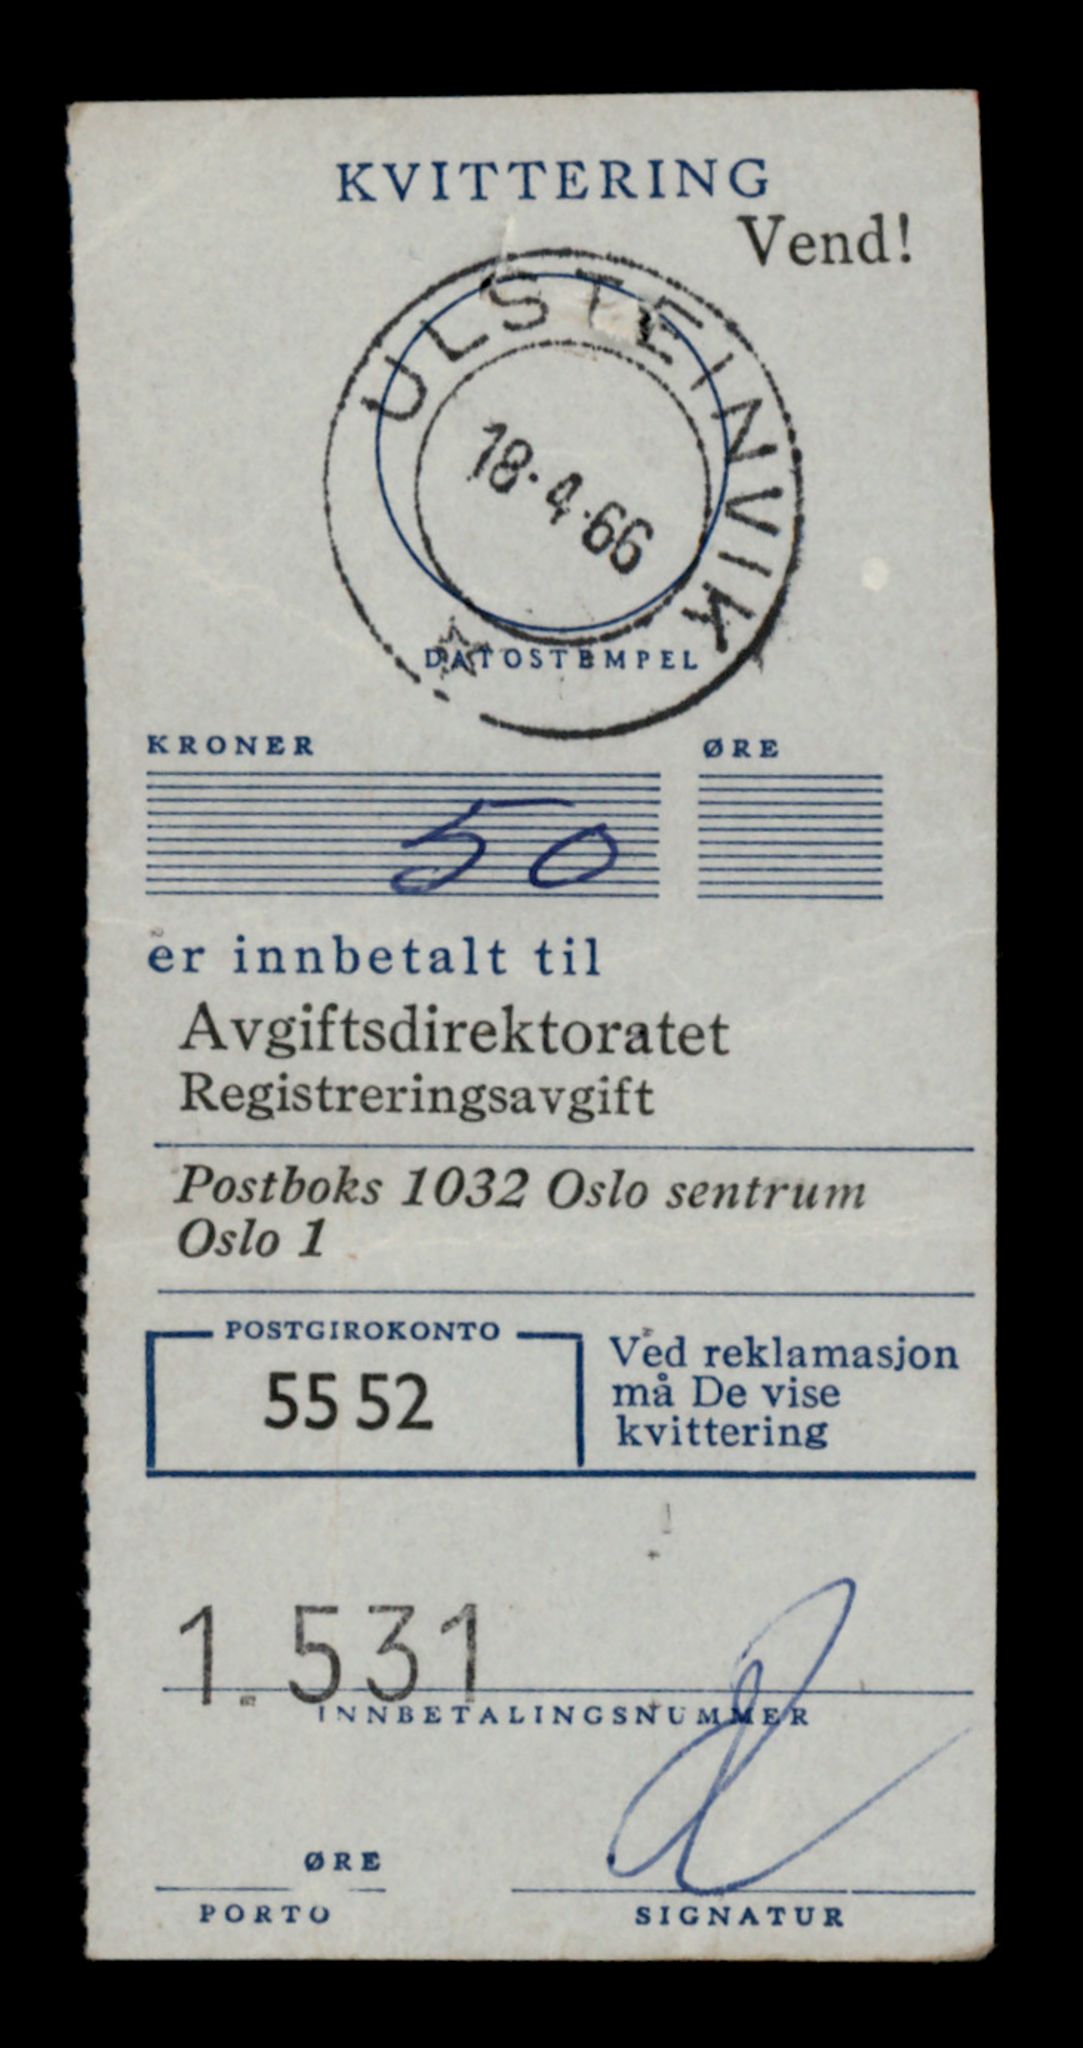 KVITTERING
Vend!
ULSTEINVIK
18.4.66
DATOSTEMPEL
KRONER ØRE
50
er innbetalt til
Avgiftsdirektoratet
Registreringsavgift
Postboks 1032 Oslo sentrum
Oslo 1
POSTGIROKONTO
55 52
Ved reklamasjon
må De vise
kvittering
1.531
INNBETALINGSNUMMER
ØRE
PORTO SIGNATUR